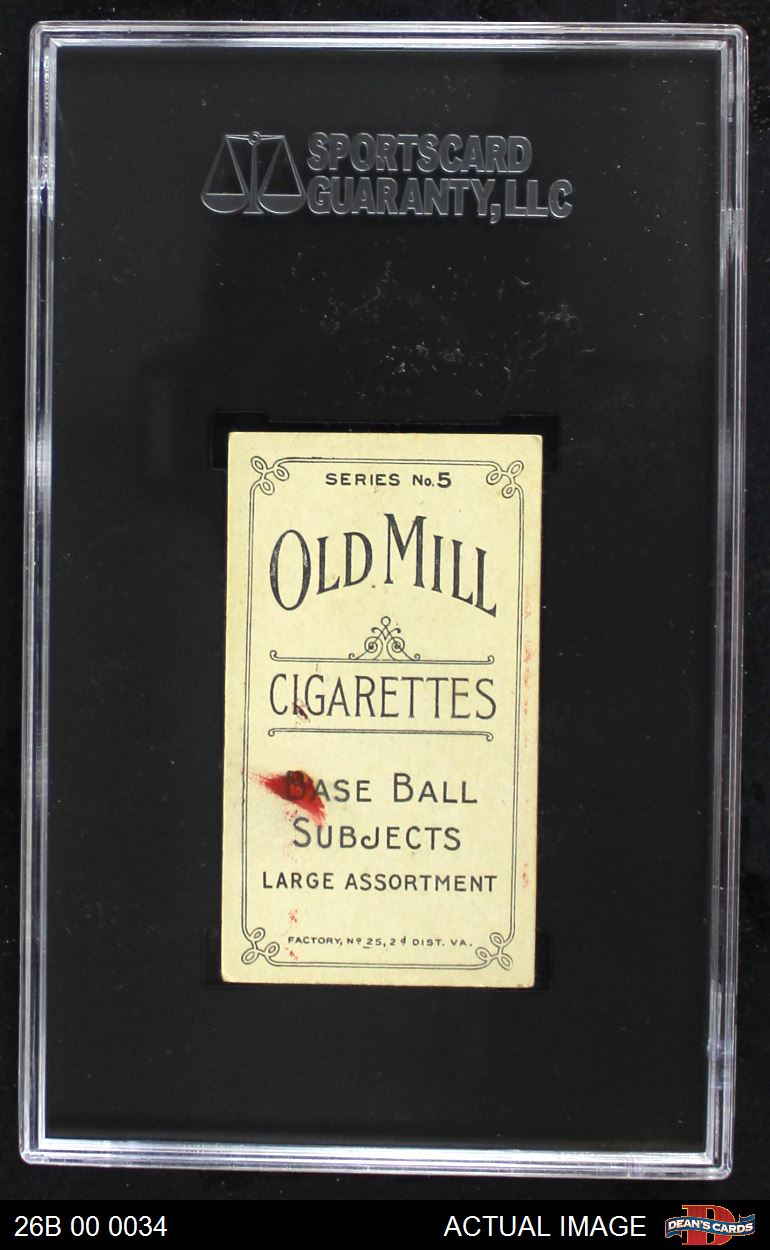 SPORTSCARD
GUARANTY, LLC
SERIES No. 5
OLD MILL
CIGARETTES
BASE BALL
SUBJECTS
LARGE ASSORTMENT
FACTORY, Nº 25, 2d DIST. VA.
26B 00 0034
ACTUAL IMAGE
DEAN'S CARDS